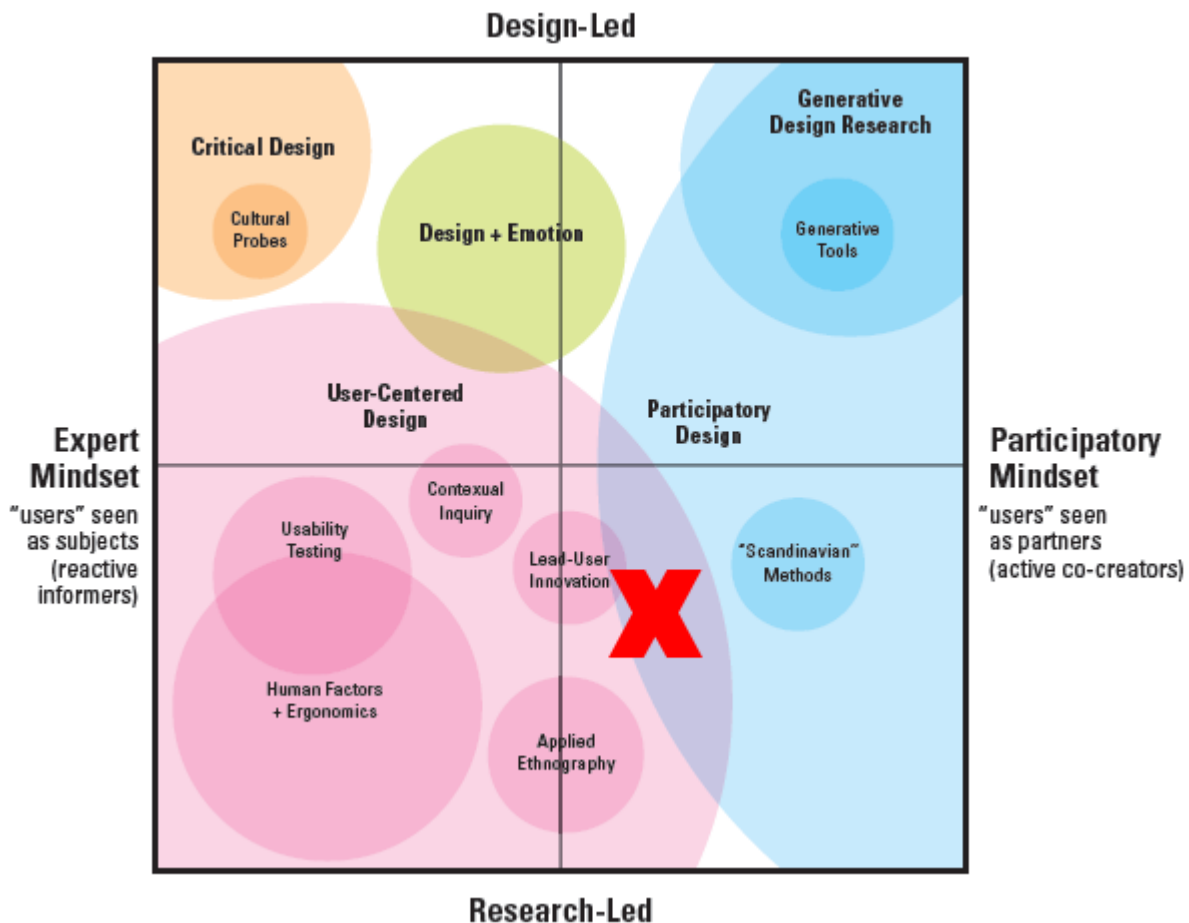 Design-Led
Generative
Design Research
Critical Design
Cultural
Probes
Design + Emotion
Generative
Tools
User-Centered
Design
Participatory
Design
Expert
Mindset
"users" seen
as subjects
(reactive
informers)
Participatory
Mindset
"users" seen
as partners
(active co-creators)
Contexual
Inquiry
Usability
Testing
Lead-User
Innovation
"Scandinavian"
Methods
X
Human Factors
+ Ergonomics
Applied
Ethnography
Research-Led